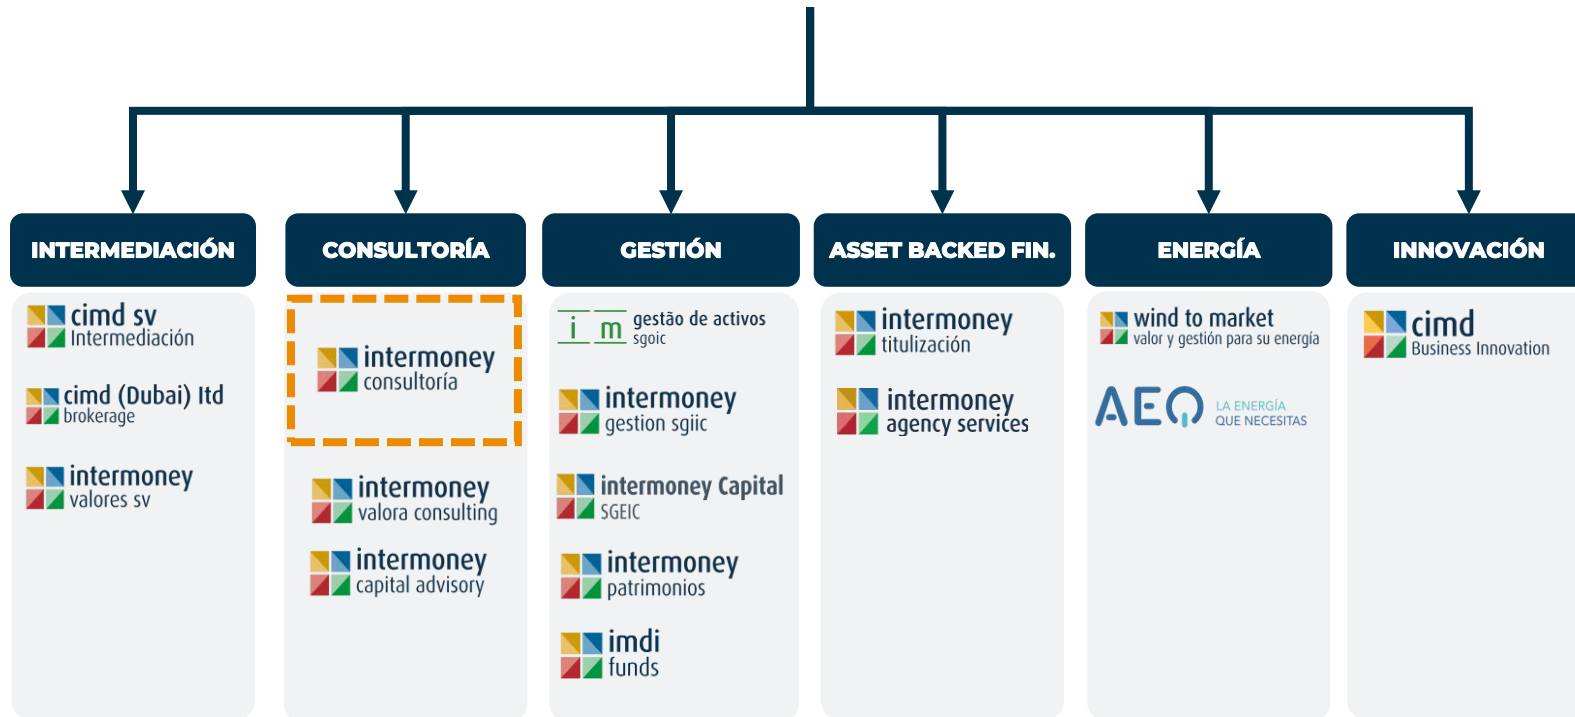 INTERMEDIACIÓN
cimd sv
Intermediación
cimd (Dubai) ltd
brokerage
intermoney
valores sv
CONSULTORÍA
intermoney
consultoría
intermoney
valora consulting
intermoney
capital advisory
GESTIÓN
im gestão de activos
sgoic
intermoney
gestion sgiic
intermoney Capital
SGEIC
intermoney
patrimonios
imdi
funds
ASSET BACKED FIN.
intermoney
titulización
intermoney
agency services
ENERGÍA
wind to market
valor y gestión para su energía
AEQ LA ENERGÍA
QUE NECESITAS
INNOVACIÓN
cimd
Business Innovation